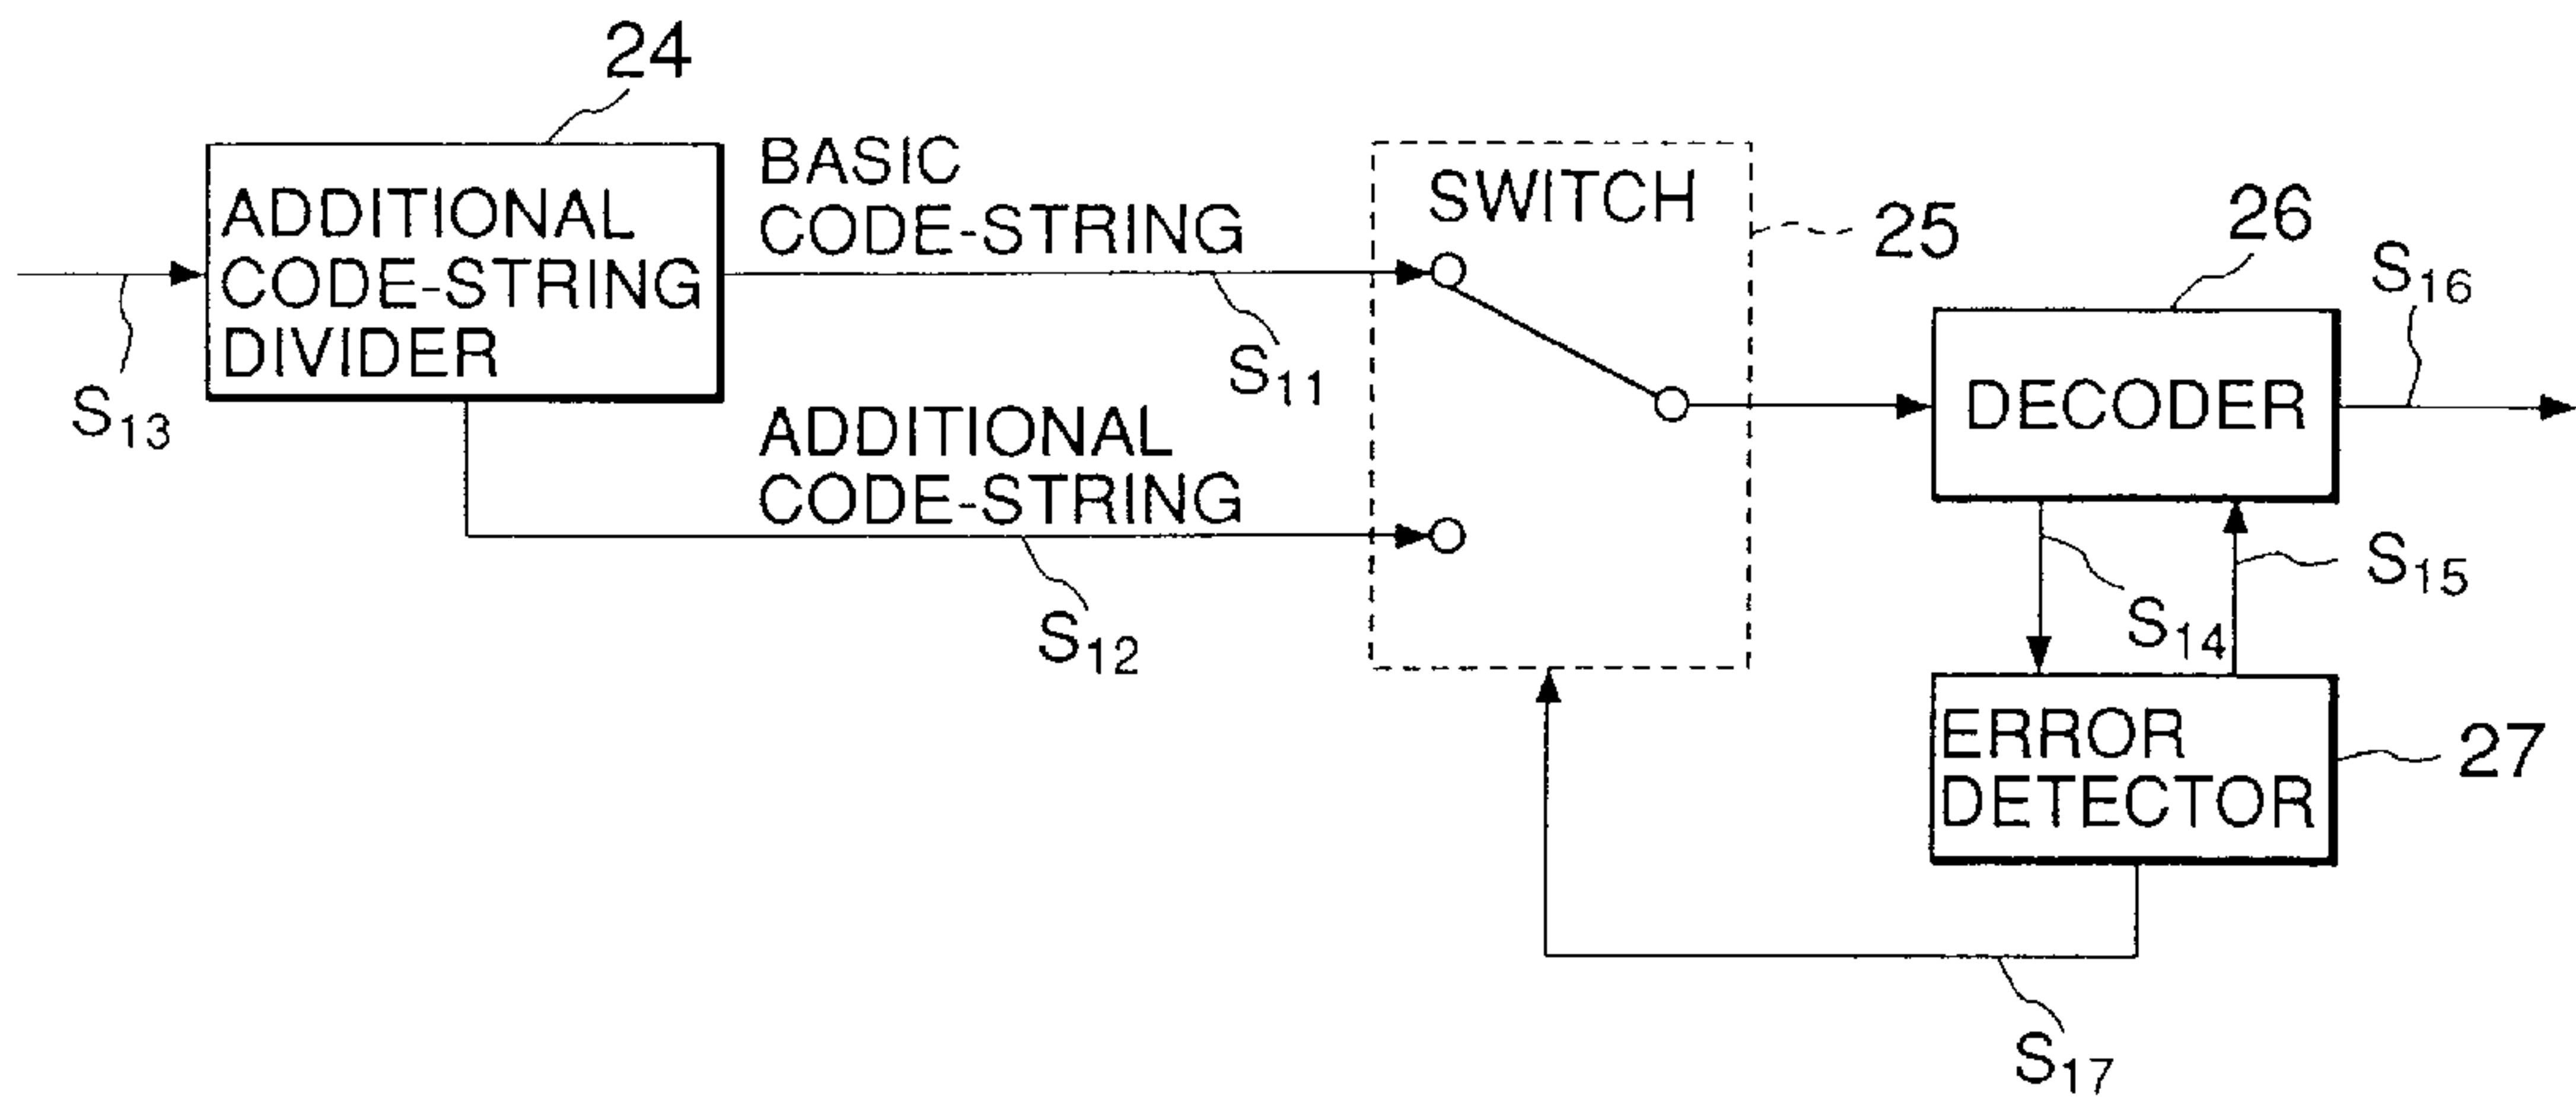 24
BASIC
CODE-STRING
ADDITIONAL
CODE-STRING
DIVIDER
SWITCH
25
26
S16
S13
S11
DECODER
ADDITIONAL
CODE-STRING
S12
S14
S15
ERROR
DETECTOR
27
S17